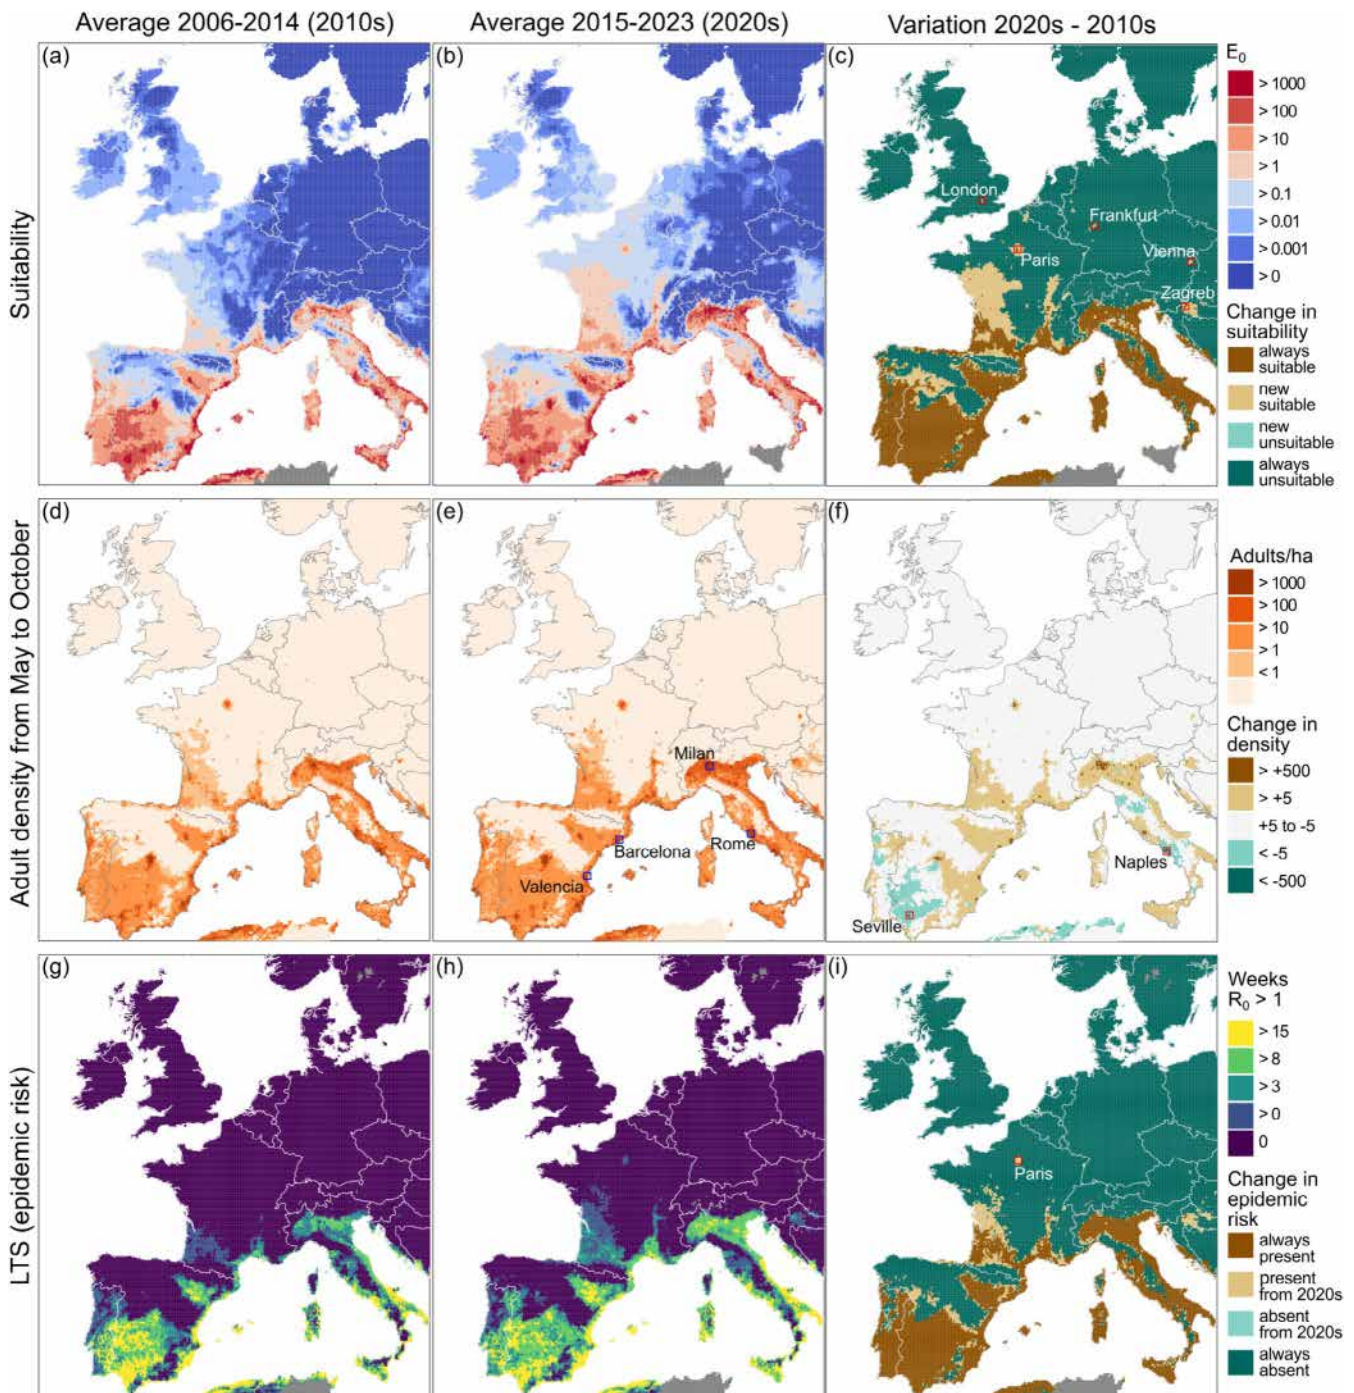 Average 2006-2014 (2010s)
Average 2015-2023 (2020s)
Variation 2020s - 2010s
Suitability
(a)
(b)
(c)
London
Frankfurt
Paris
Vienna
Zagreb
E₀
> 1000
> 100
> 10
> 1
> 0.1
> 0.01
> 0.001
> 0
Change in
suitability
always
suitable
new
suitable
new
unsuitable
always
unsuitable
Adult density from May to October
(d)
(e)
Milan
Barcelona
Rome
Valencia
(f)
Naples
Seville
Adults/ha
> 1000
> 100
> 10
> 1
< 1
Change in
density
> +500
> +5
+5 to -5
< -5
< -500
LTS (epidemic risk)
(g)
(h)
(i)
Paris
Weeks
R₀ > 1
> 15
> 8
> 3
> 0
0
Change in
epidemic
risk
always
present
present
from 2020s
absent
from 2020s
always
absent